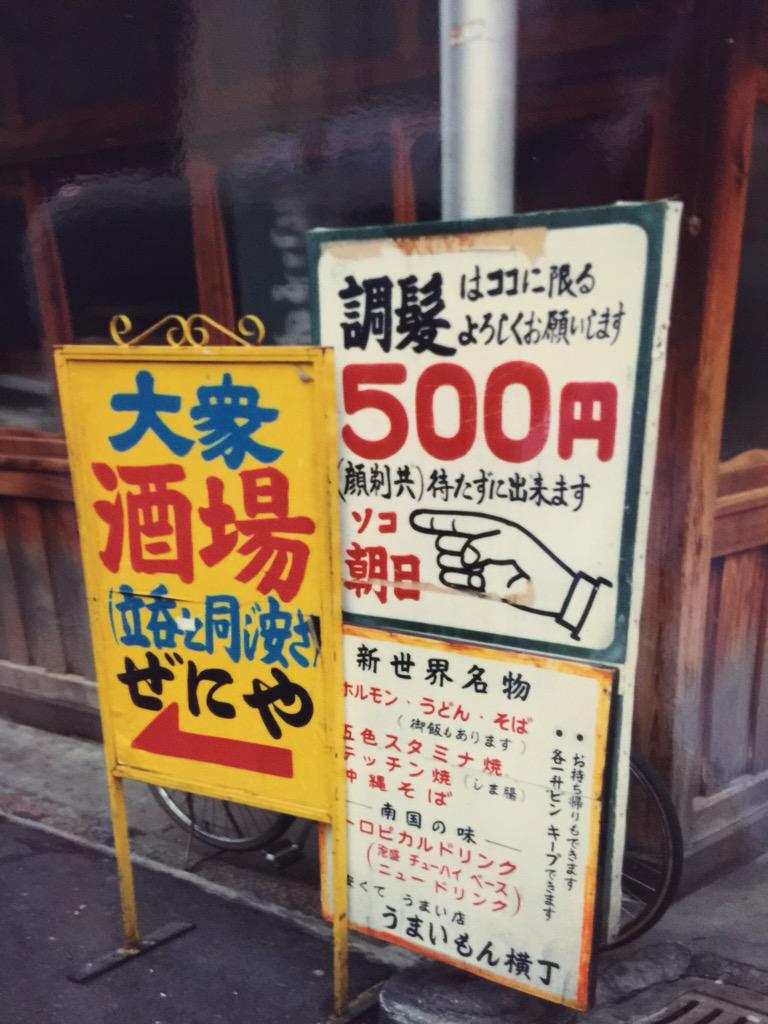 大衆
酒場
(立呑と同じ安さ)
ぜにや
調髪
はココに限る
よろしくお願いします
500円
(顔剃共)待たずに出来ます
ソコ
朝日
新世界名物
ホルモン・うどん・そば
(御飯もあります)
五色スタミナ焼
テッチン焼(しま腸)
沖縄そば
南国の味
トロピカルドリンク
(泡盛 チューハイ ベース)
ニュードリンク
安くて うまい店
うまいもん横丁
・お持ち帰りもできます
・各一升ビン キープできます